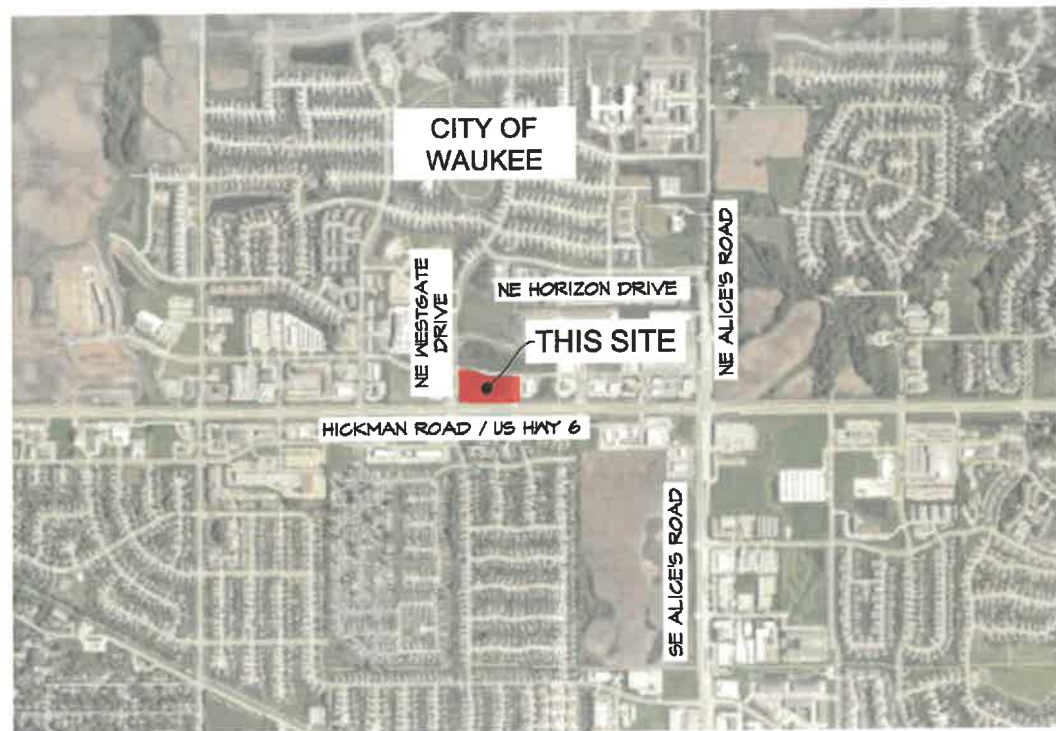 CITY OF
WAUKEE
NE WESTGATE
DRIVE
NE HORIZON DRIVE
NE ALICE'S ROAD
THIS SITE
HICKMAN ROAD / US HWY 6
SE ALICE'S ROAD